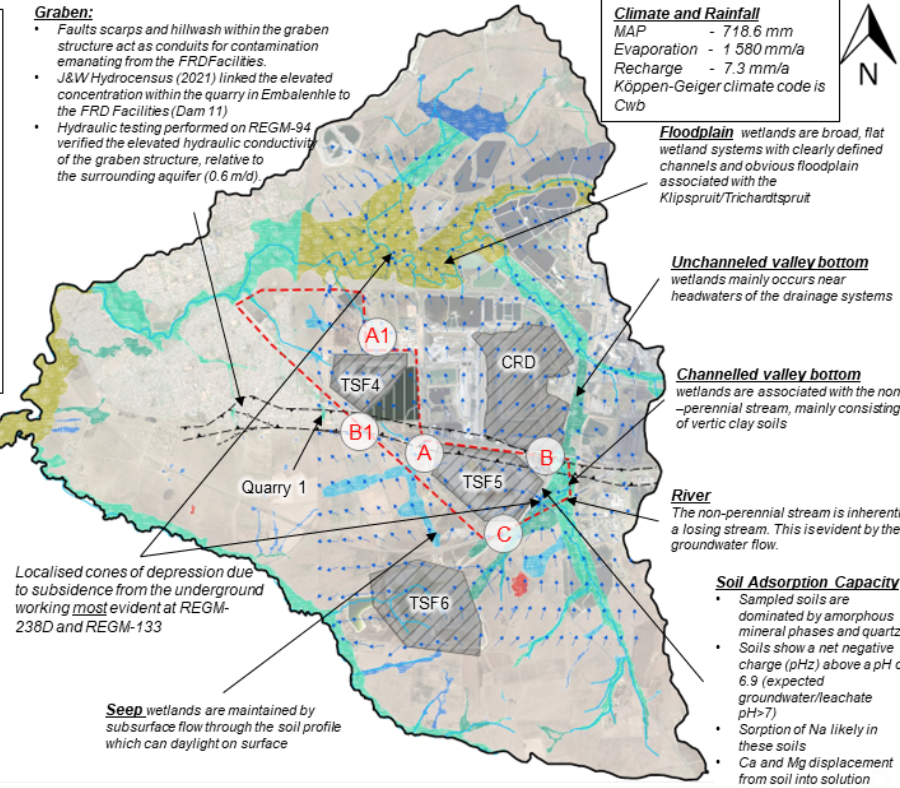 Graben:
• Faults scarps and hillwash within the graben
structure act as conduits for contamination
emanating from the FRDFacilities.
• J&W Hydrocensus (2021) linked the elevated
concentration within the quarry in Embalenhle to
the FRD Facilities (Dam 11)
• Hydraulic testing performed on REGM-94
verified the elevated hydraulic conductivity
of the graben structure, relative to
the surrounding aquifer (0.6 m/d).
Climate and Rainfall
MAP - 718.6 mm
Evaporation - 1 580 mm/a
Recharge - 7.3 mm/a
Köppen-Geiger climate code is
Cwb
N
Floodplain wetlands are broad, flat
wetland systems with clearly defined
channels and obvious floodplain
associated with the
Klipspruit/Trichardtspruit
Unchanneled valley bottom
wetlands mainly occurs near
headwaters of the drainage systems
Channelled valley bottom
wetlands are associated with the non
–perennial stream, mainly consisting
of vertic clay soils
River
The non-perennial stream is inherentl
a losing stream. This is evident by the
groundwater flow.
Soil Adsorption Capacity
• Sampled soils are
dominated by amorphous
mineral phases and quartz
• Soils show a net negative
charge (pHz) above a pH o
6.9 (expected
groundwater/leachate
pH>7)
• Sorption of Na likely in
these soils
• Ca and Mg displacement
from soil into solution
A1
CRD
TSF4
B1
A
B
TSF5
Quarry 1
C
TSF6
Localised cones of depression due
to subsidence from the underground
working most evident at REGM-
238D and REGM-133
Seep wetlands are maintained by
subsurface flow through the soil profile
which can daylight on surface